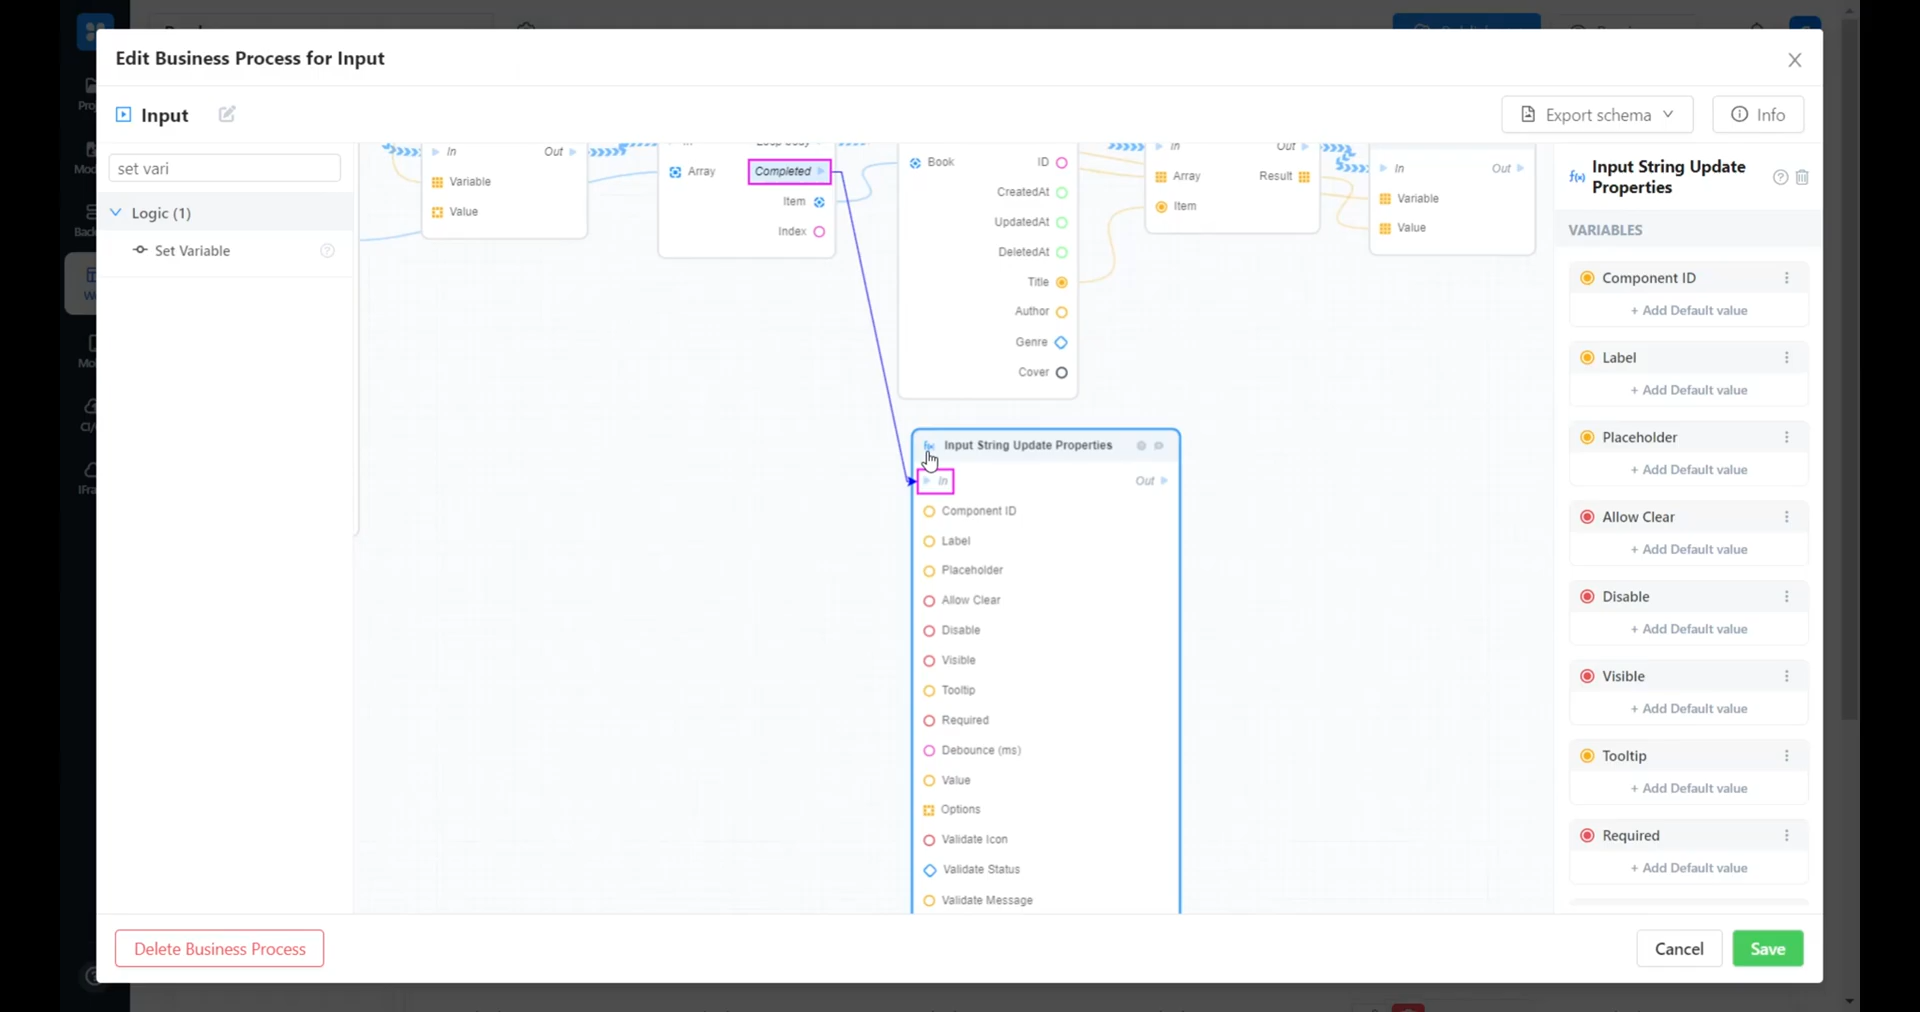 Edit Business Process for Input
Input
Export schema
Info
set vari
Logic (1)
Set Variable
In
Out
Variable
Value
Array
Completed
Item
Index
Book
ID
CreatedAt
UpdatedAt
DeletedAt
Title
Author
Genre
Cover
In
Out
Array
Result
Item
In
Out
Variable
Value
Input String Update Properties
In
Out
Component ID
Label
Placeholder
Allow Clear
Disable
Visible
Tooltip
Required
Debounce (ms)
Value
Options
Validate Icon
Validate Status
Validate Message
f(x) Input String Update
Properties
VARIABLES
Component ID
+ Add Default value
Label
+ Add Default value
Placeholder
+ Add Default value
Allow Clear
+ Add Default value
Disable
+ Add Default value
Visible
+ Add Default value
Tooltip
+ Add Default value
Required
+ Add Default value
Delete Business Process
Cancel
Save